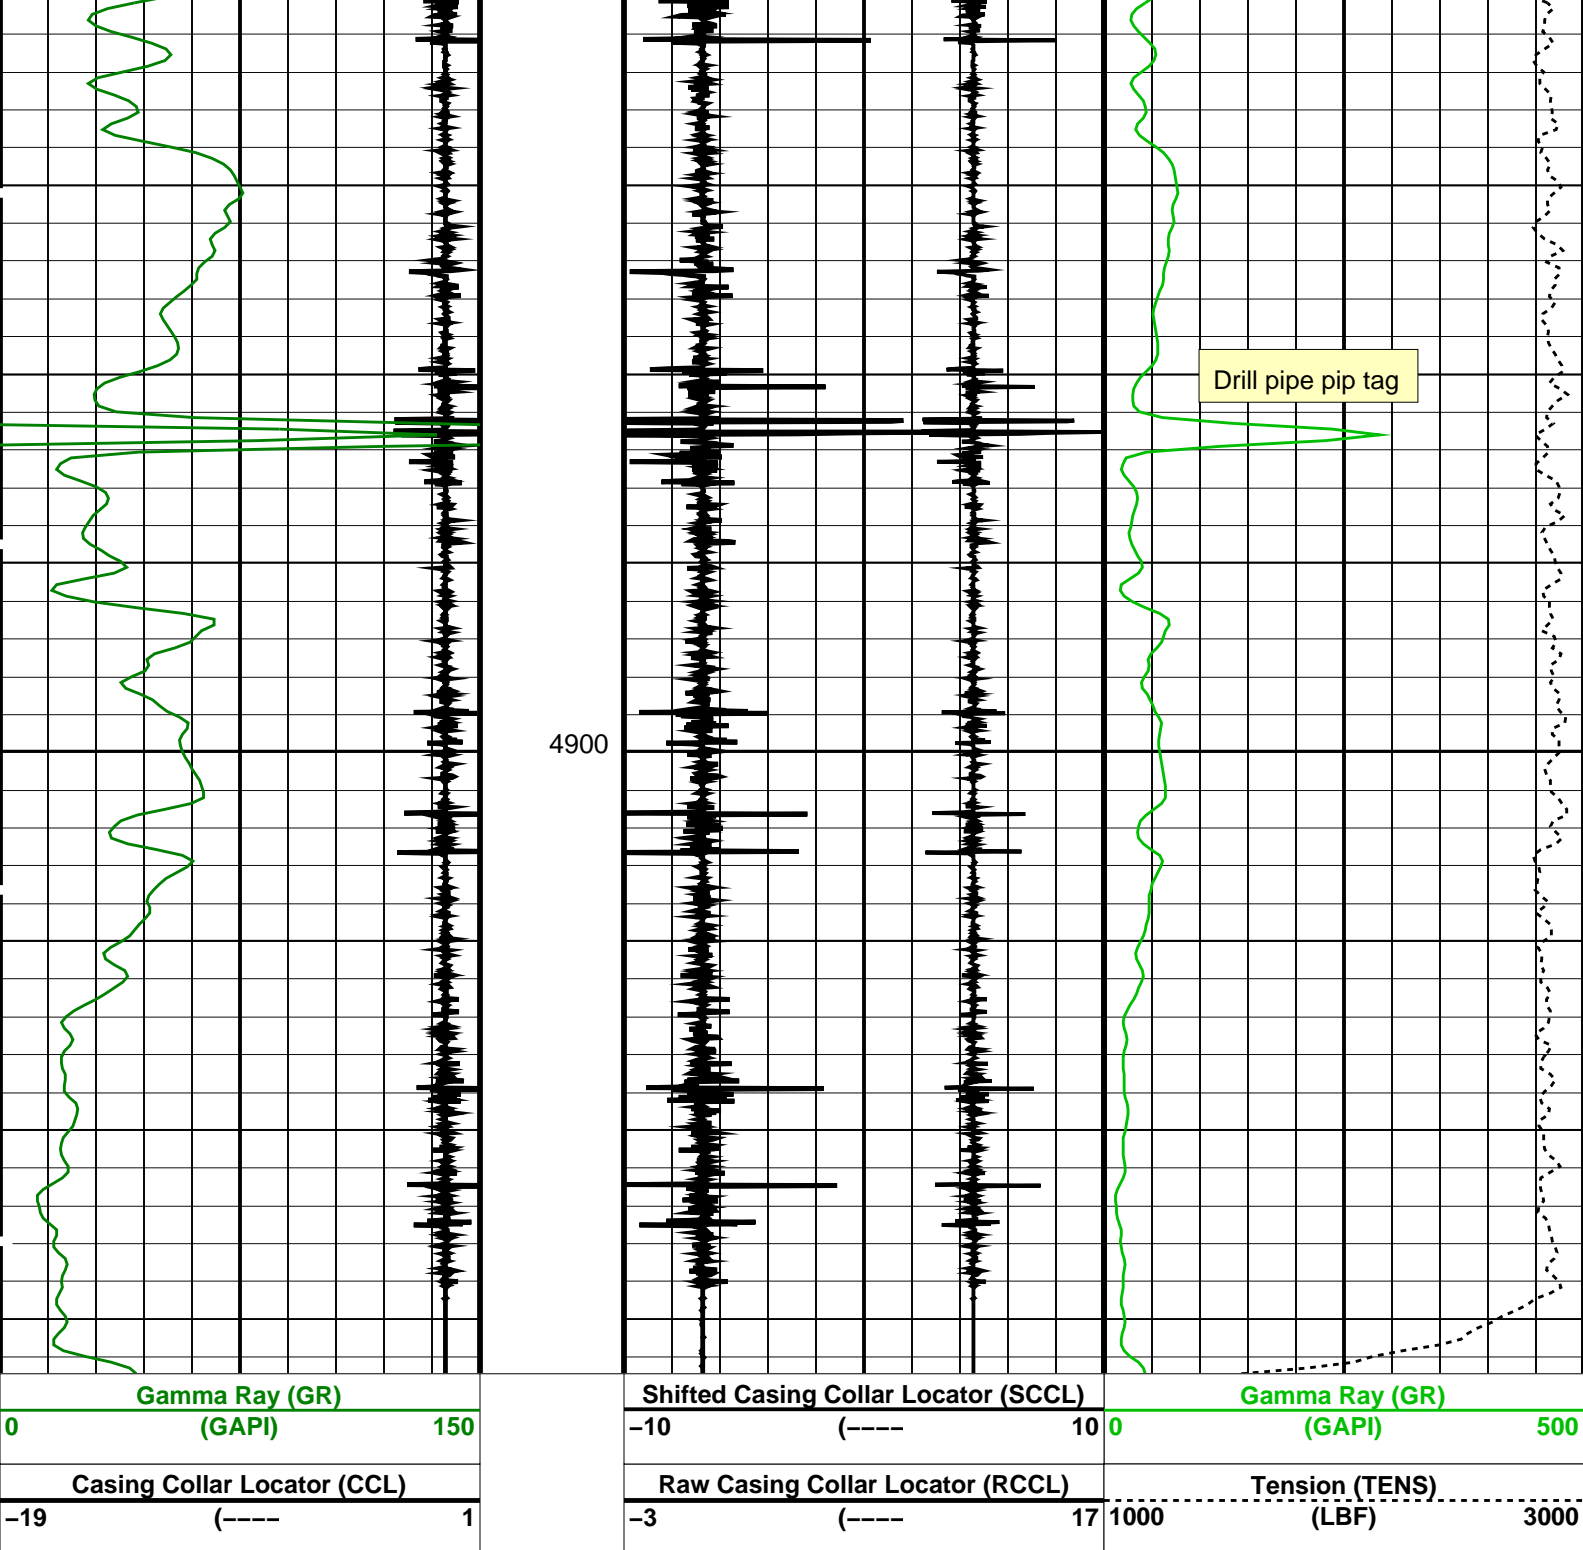 Drill pipe pip tag
4900
Gamma Ray (GR)
0 (GAPI) 150
Casing Collar Locator (CCL)
−19 (−−−− 1
Shifted Casing Collar Locator (SCCL)
−10 (−−−− 10
Raw Casing Collar Locator (RCCL)
−3 (−−−− 17
Gamma Ray (GR)
0 (GAPI) 500
Tension (TENS)
1000 (LBF) 3000